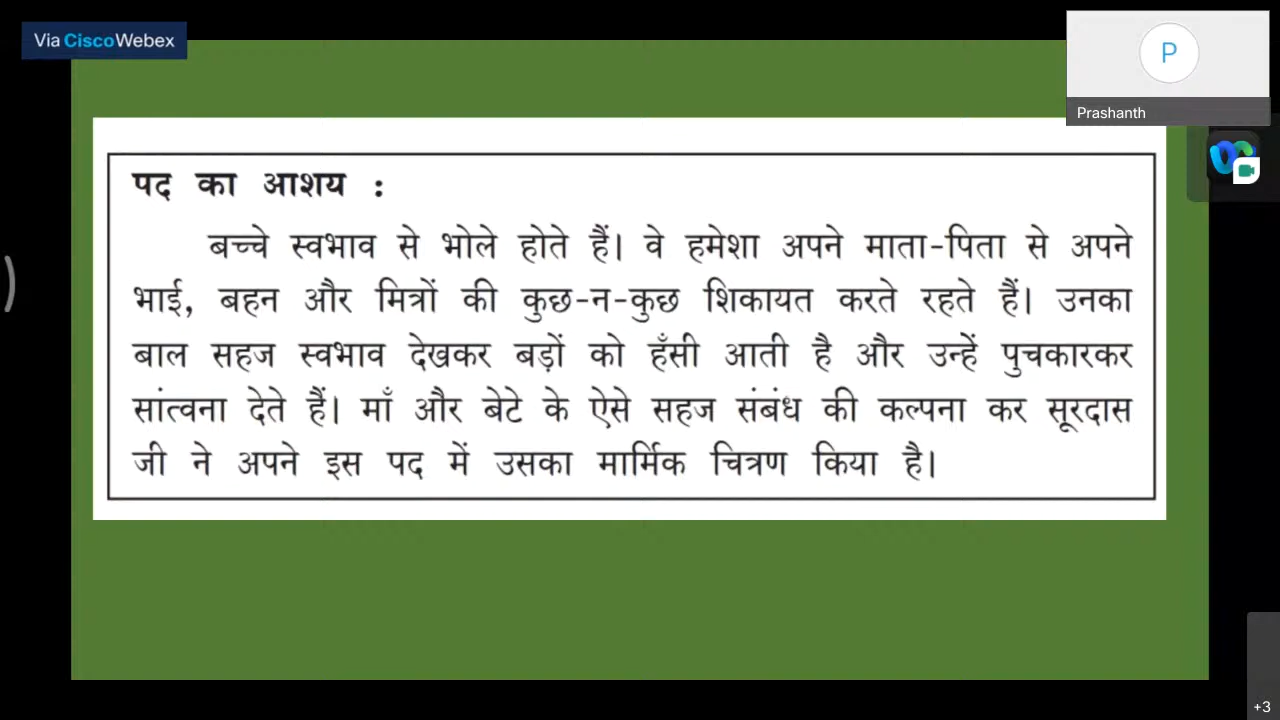 Via CiscoWebex
P
Prashanth
पद का आशय :
बच्चे स्वभाव से भोले होते हैं। वे हमेशा अपने माता-पिता से अपने
भाई, बहन और मित्रों की कुछ-न-कुछ शिकायत करते रहते हैं। उनका
बाल सहज स्वभाव देखकर बड़ों को हँसी आती है और उन्हें पुचकारकर
सांत्वना देते हैं। माँ और बेटे के ऐसे सहज संबंध की कल्पना कर सूरदास
जी ने अपने इस पद में उसका मार्मिक चित्रण किया है।
+3